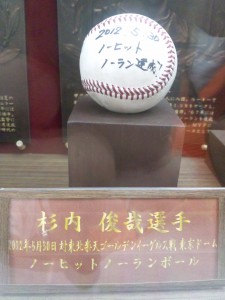 2012 5.30
ノーヒット
ノーラン達成!
杉内 俊哉選手
2012年5月30日 対東北楽天ゴールデンイーグルス戦 東京ドーム
ノーヒットノーランボール